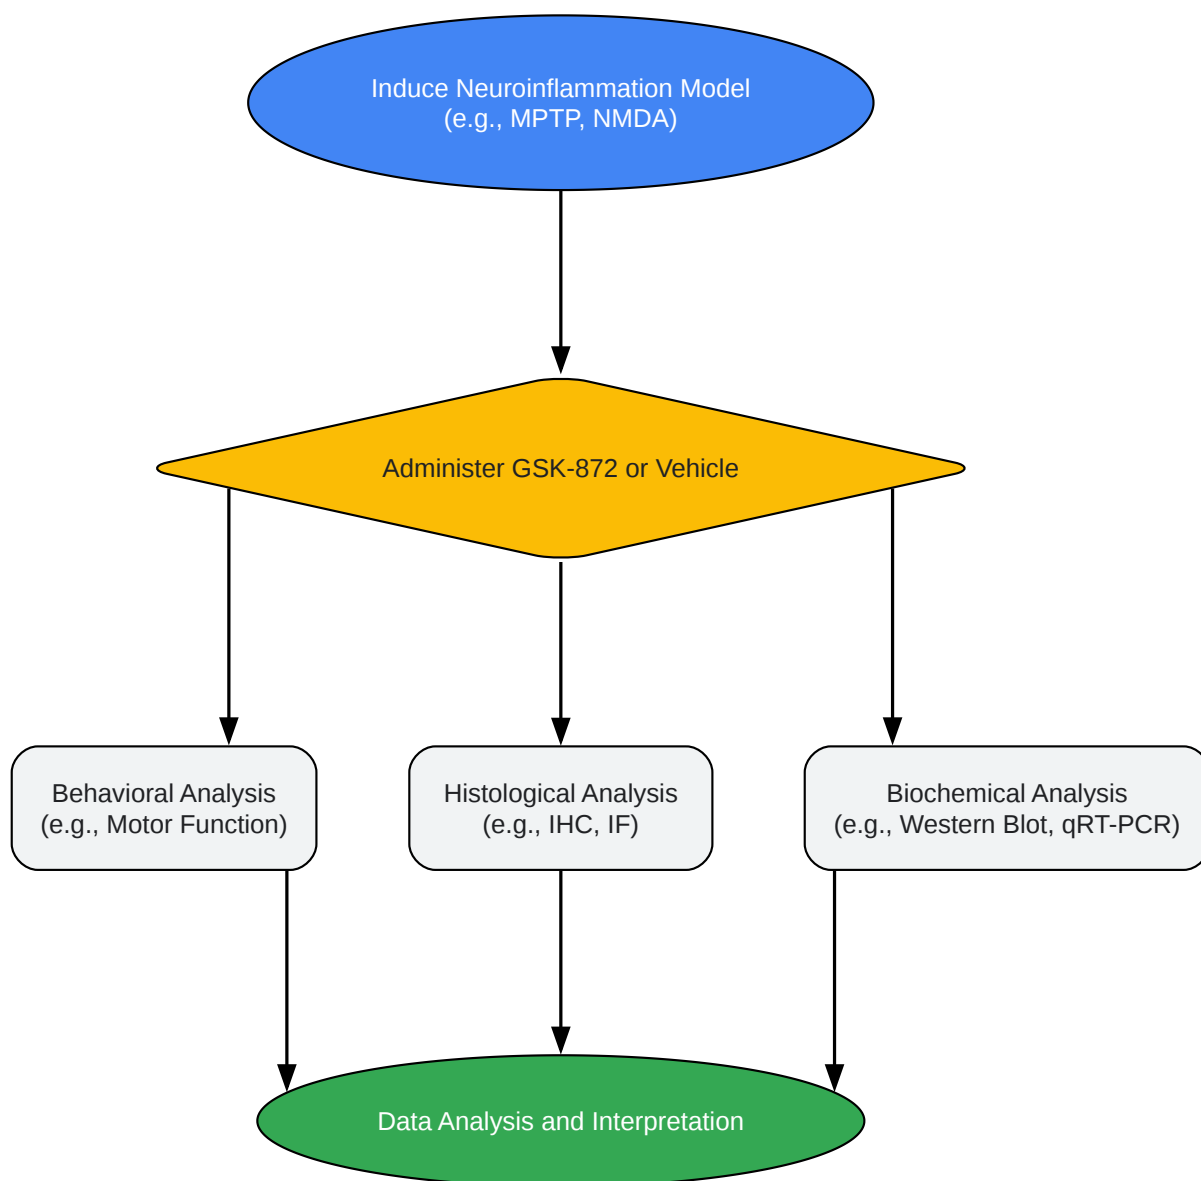 Induce Neuroinflammation Model
(e.g., MPTP, NMDA)
Administer GSK-872 or Vehicle
Behavioral Analysis
(e.g., Motor Function)
Histological Analysis
(e.g., IHC, IF)
Biochemical Analysis
(e.g., Western Blot, qRT-PCR)
Data Analysis and Interpretation